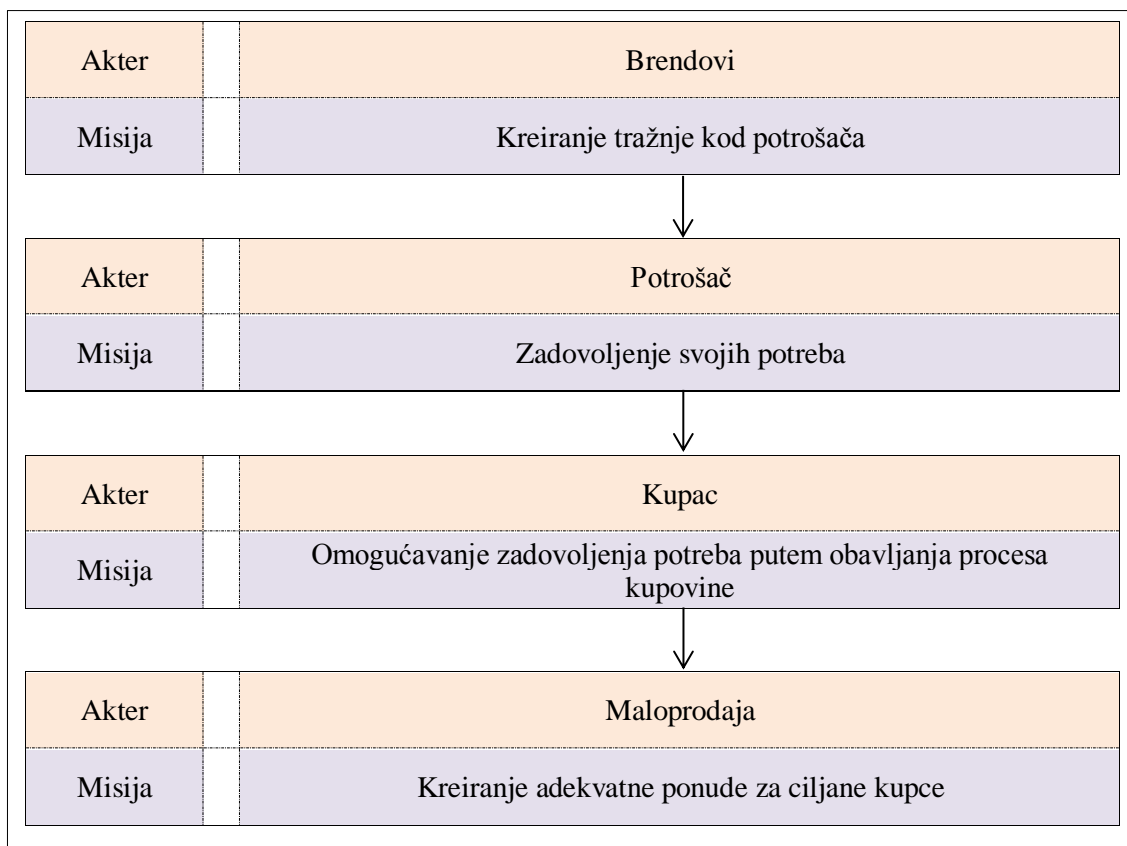 Akter Brendovi
Misija Kreiranje tražnje kod potrošača
Akter Potrošač
Misija Zadovoljenje svojih potreba
Akter Kupac
Misija Omogućavanje zadovoljenja potreba putem obavljanja procesa
kupovine
Akter Maloprodaja
Misija Kreiranje adekvatne ponude za ciljane kupce